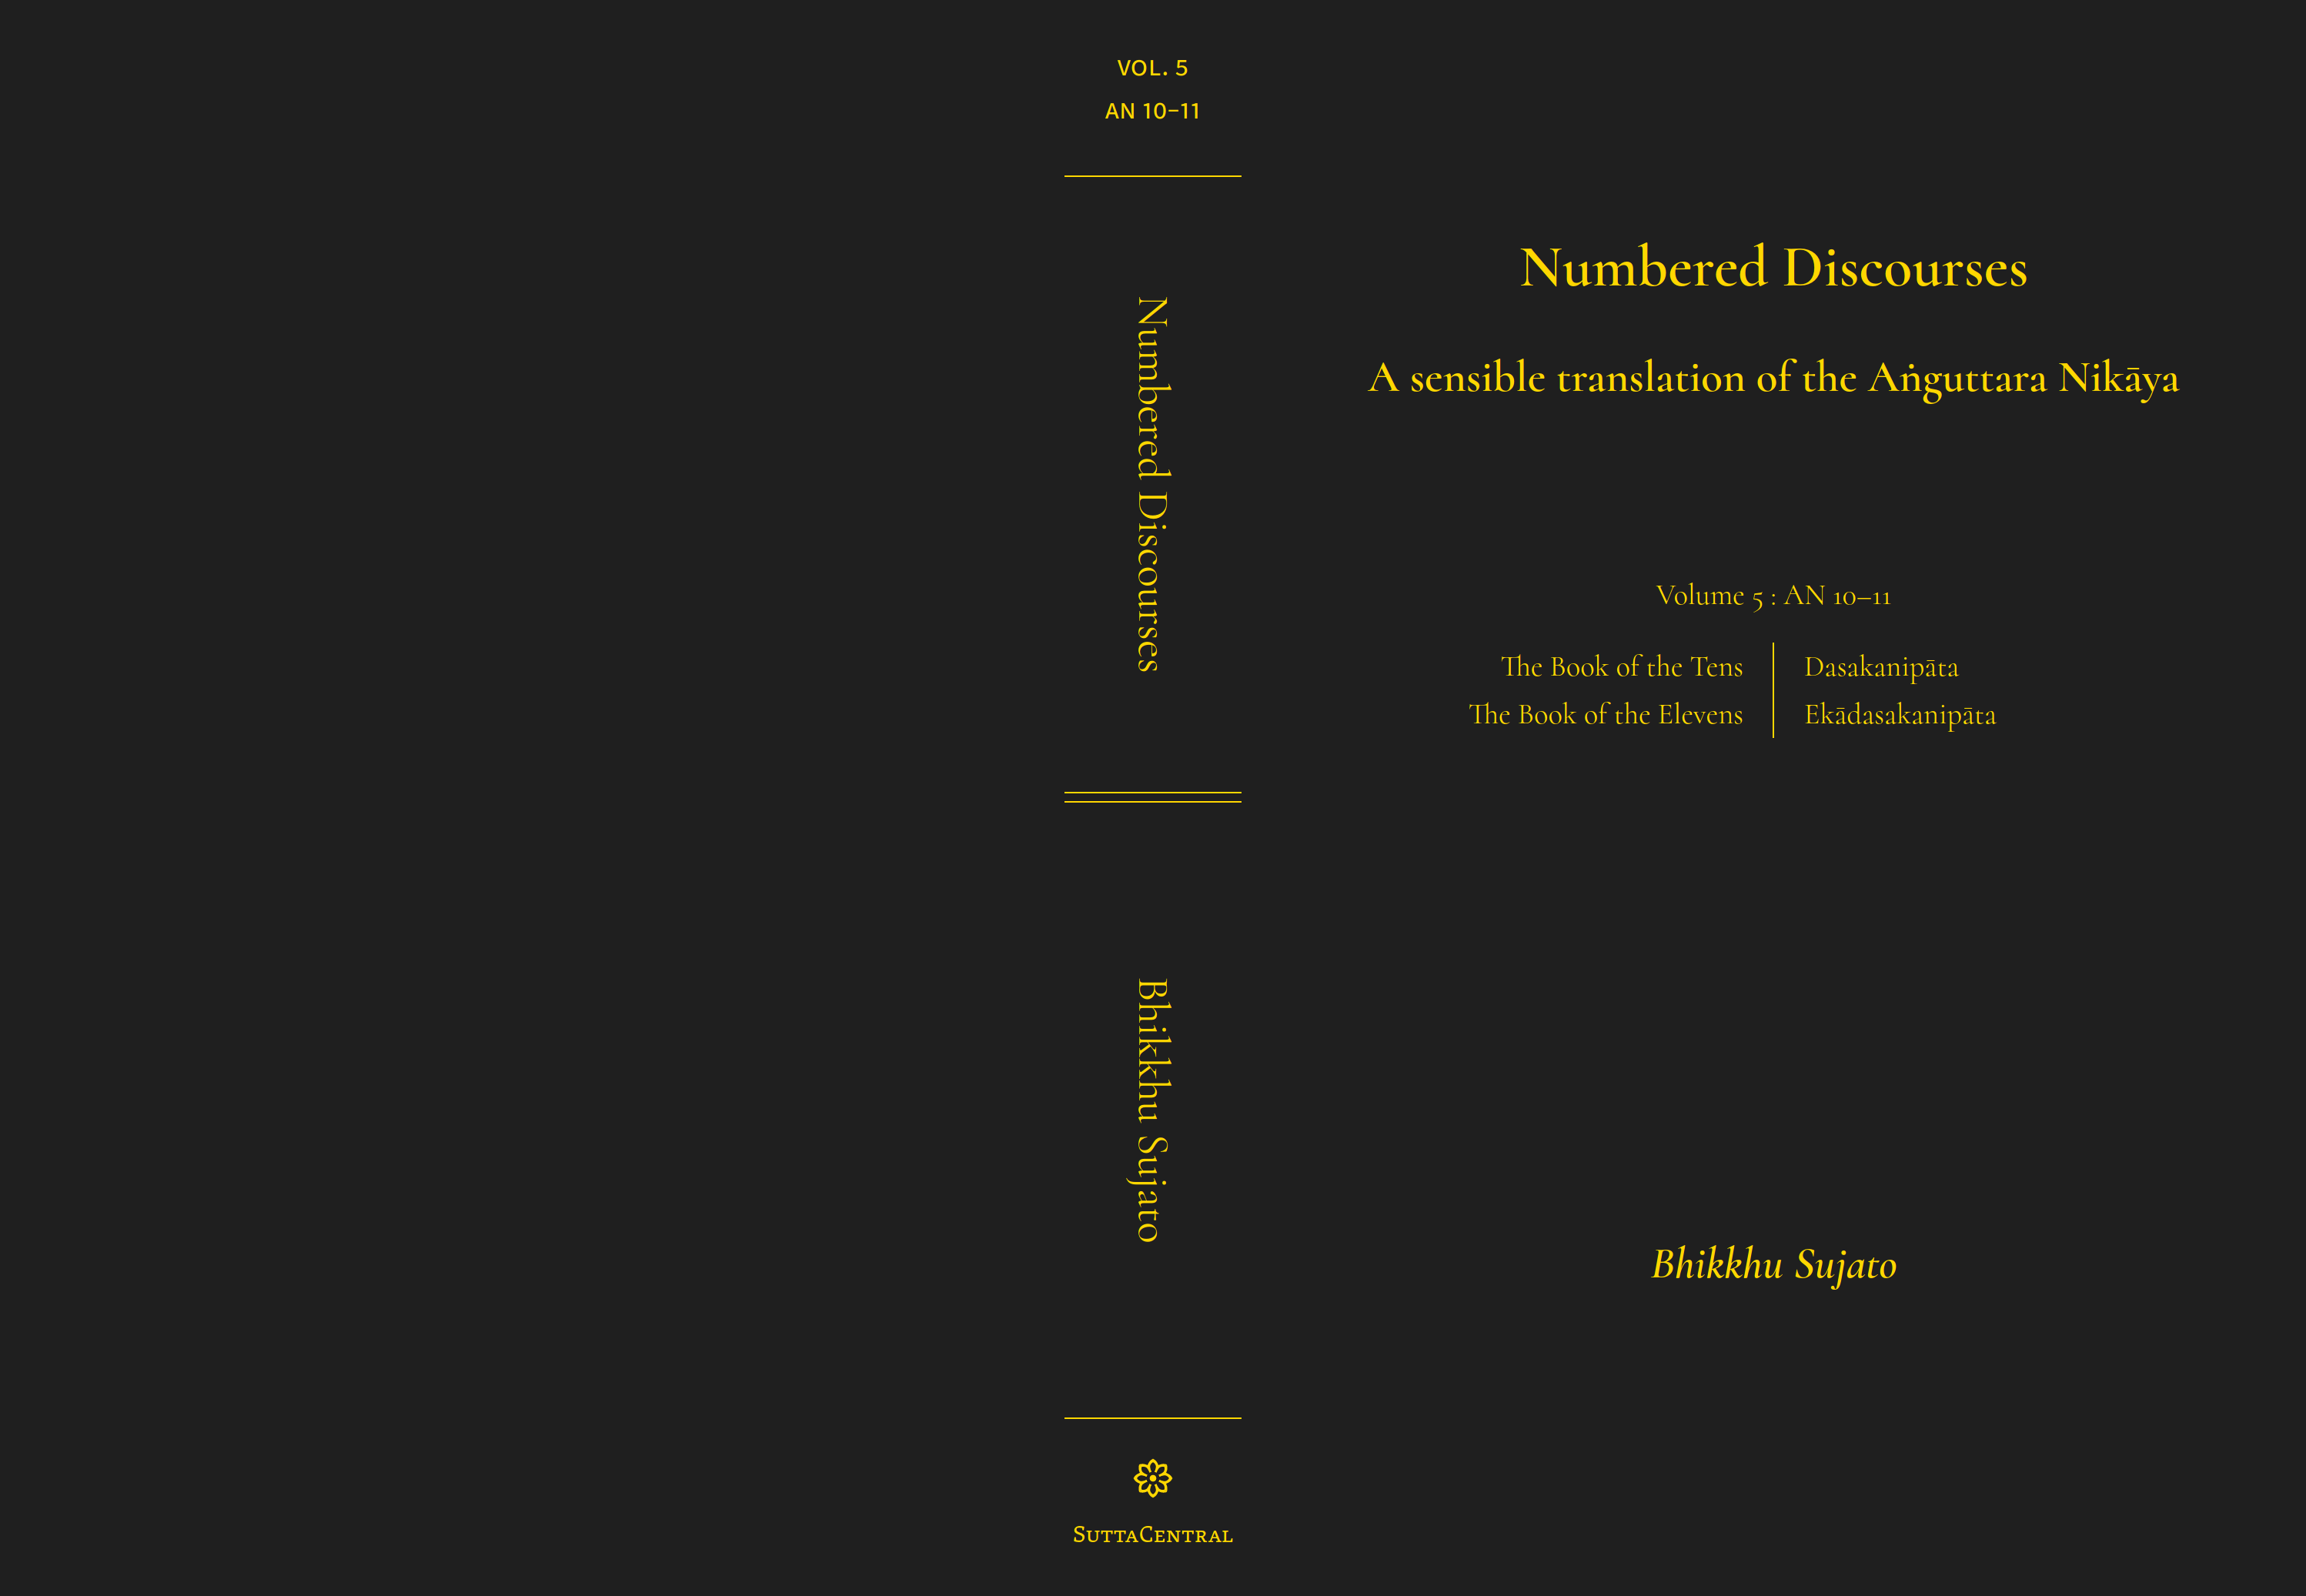 VOL. 5
AN 10–11
Numbered Discourses
Bhikkhu Sujato
SuttaCentral
Numbered Discourses
A sensible translation of the Aṅguttara Nikāya
Volume 5 : AN 10–11
The Book of the Tens Dasakanipāta
The Book of the Elevens Ekādasakanipāta
Bhikkhu Sujato